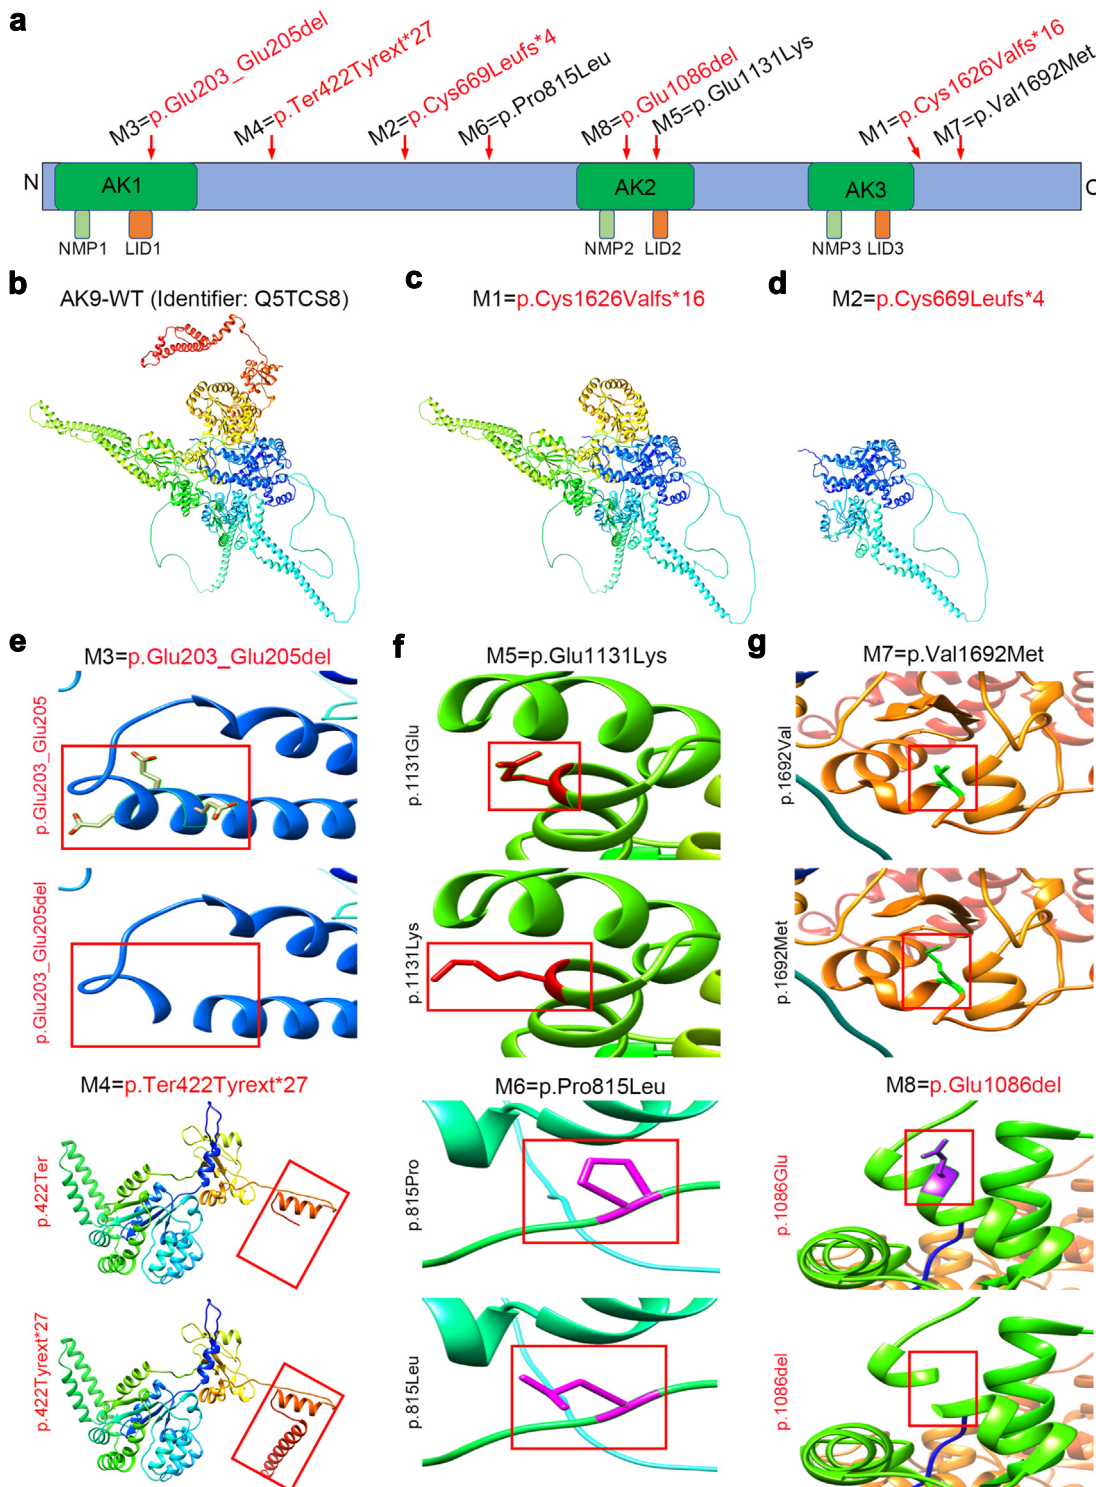 a
M3=p.Glu203_Glu205del
M4=p.Ter422Tyrext*27
M2=p.Cys669Leufs*4
M6=p.Pro815Leu
M8=p.Glu1086del
M5=p.Glu1131Lys
M1=p.Cys1626Valfs*16
M7=p.Val1692Met
N
AK1
AK2
AK3
C
NMP1
LID1
NMP2
LID2
NMP3
LID3
b
AK9-WT (Identifier: Q5TCS8)
c
M1=p.Cys1626Valfs*16
d
M2=p.Cys669Leufs*4
e
M3=p.Glu203_Glu205del
p.Glu203_Glu205
p.Glu203_Glu205del
M4=p.Ter422Tyrext*27
p.422Ter
p.422Tyrext*27
f
M5=p.Glu1131Lys
p.1131Glu
p.1131Lys
M6=p.Pro815Leu
p.815Pro
p.815Leu
g
M7=p.Val1692Met
p.1692Val
p.1692Met
M8=p.Glu1086del
p.1086Glu
p.1086del